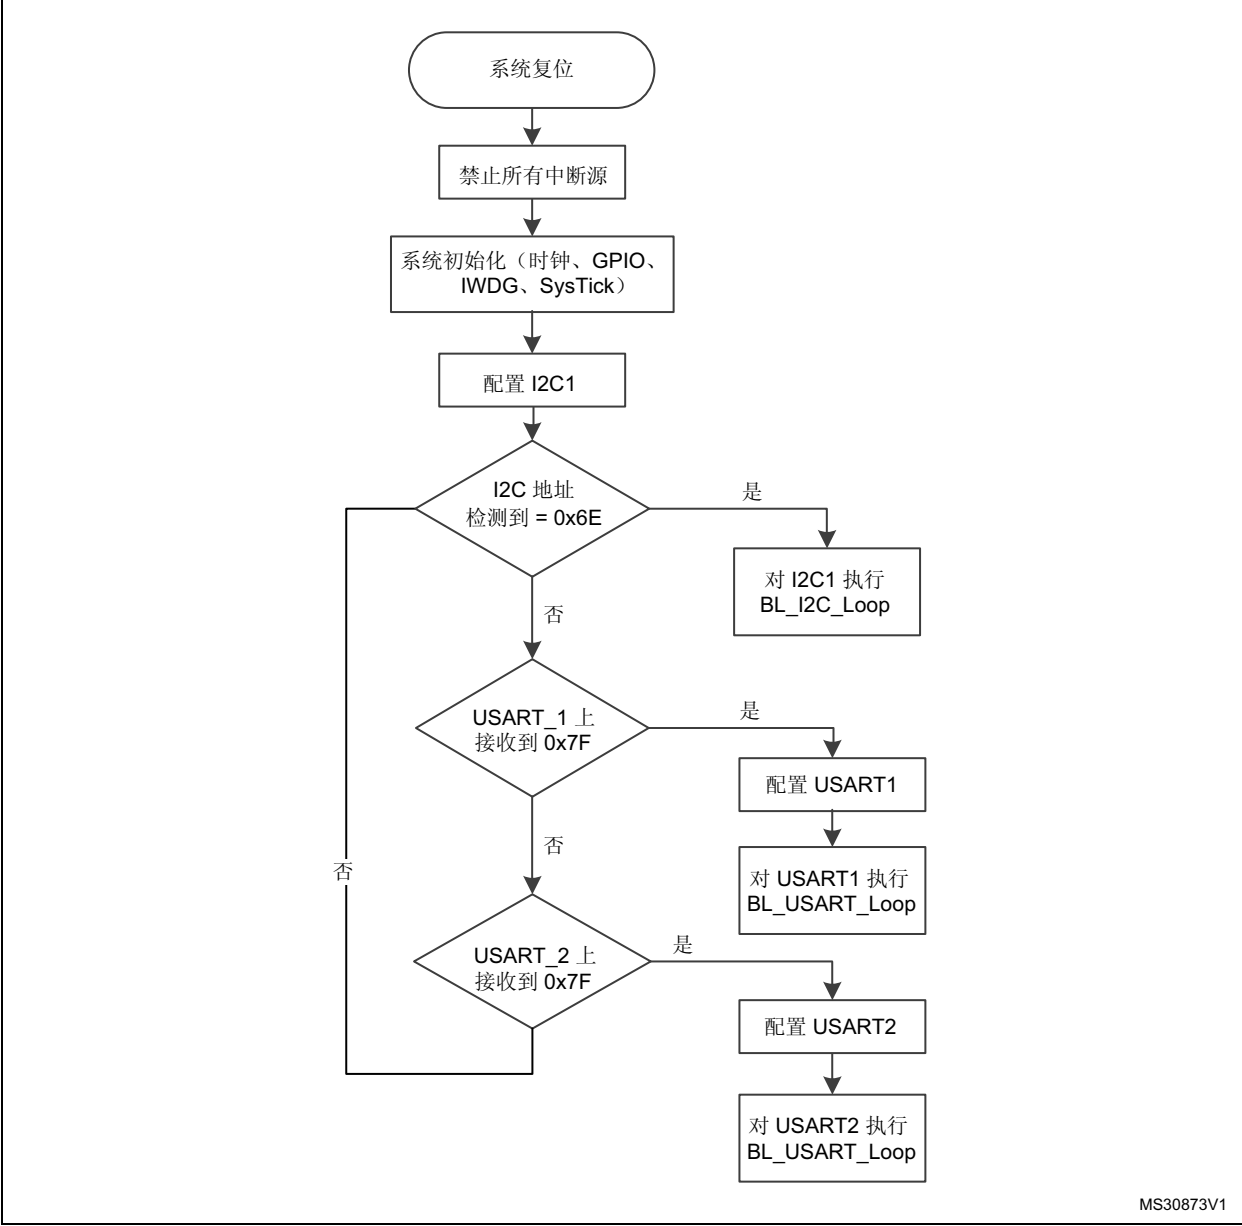 系统复位
禁止所有中断源
系统初始化（时钟、GPIO、
IWDG、SysTick）
配置 I2C1
I2C 地址
检测到 = 0x6E
是
对 I2C1 执行
BL_I2C_Loop
否
USART_1 上
接收到 0x7F
是
配置 USART1
对 USART1 执行
BL_USART_Loop
否
否
USART_2 上
接收到 0x7F
是
配置 USART2
对 USART2 执行
BL_USART_Loop
MS30873V1